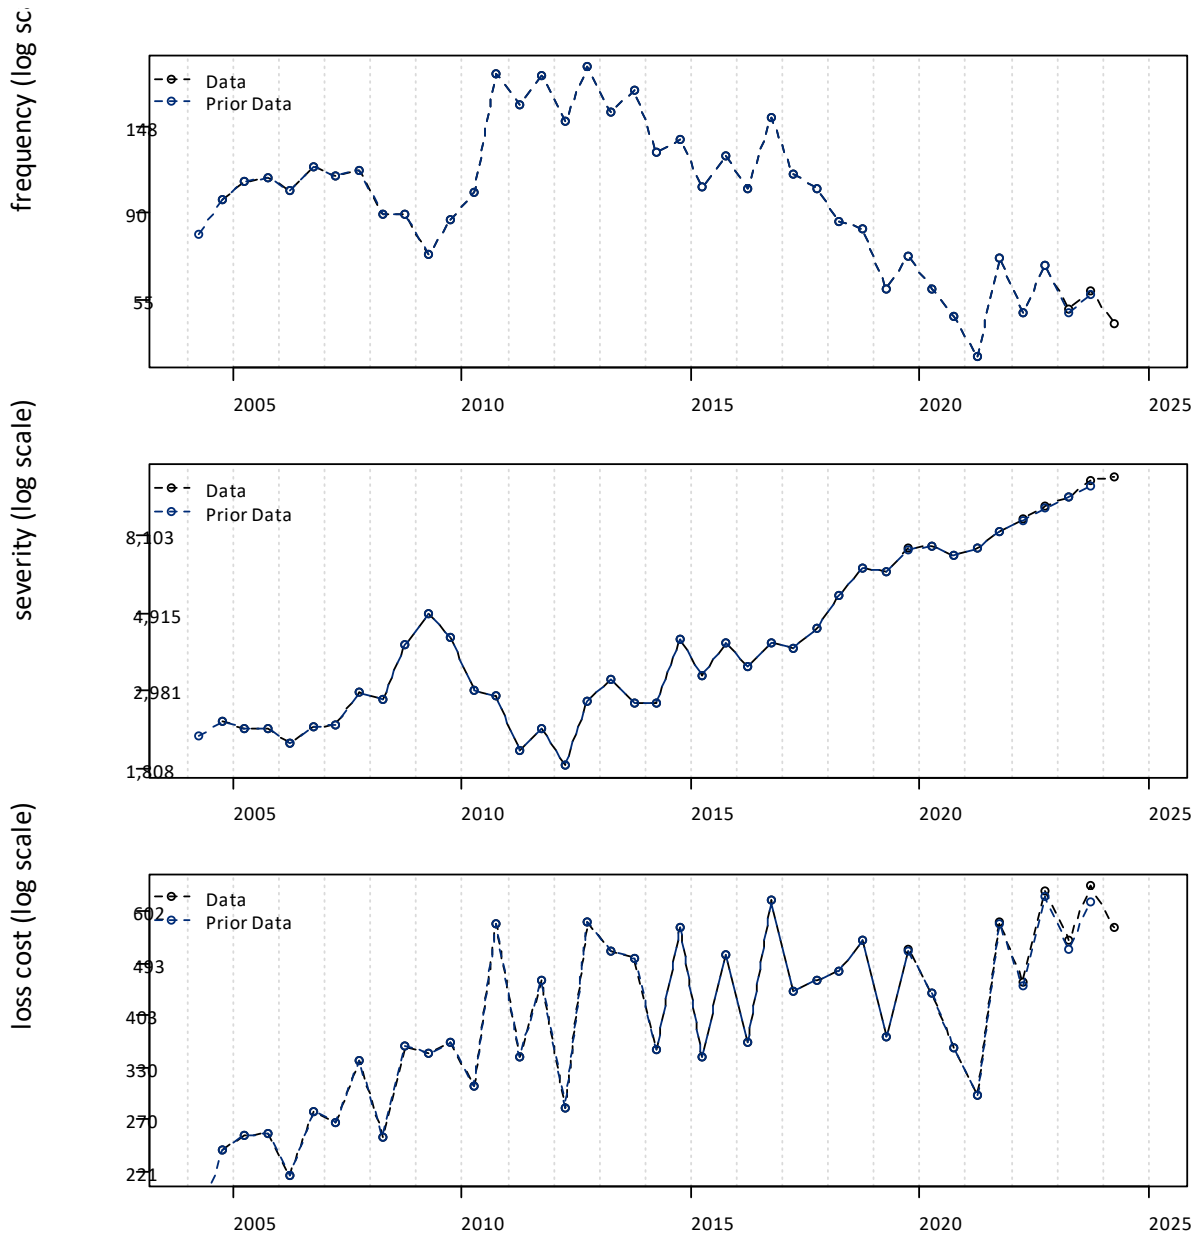 frequency (log sc
Data
Prior Data
148
90
55
2005 2010 2015 2020 2025
severity (log scale)
Data
Prior Data
8,103
4,915
2,981
1,808
2005 2010 2015 2020 2025
loss cost (log scale)
Data
Prior Data
602
493
403
330
270
221
2005 2010 2015 2020 2025